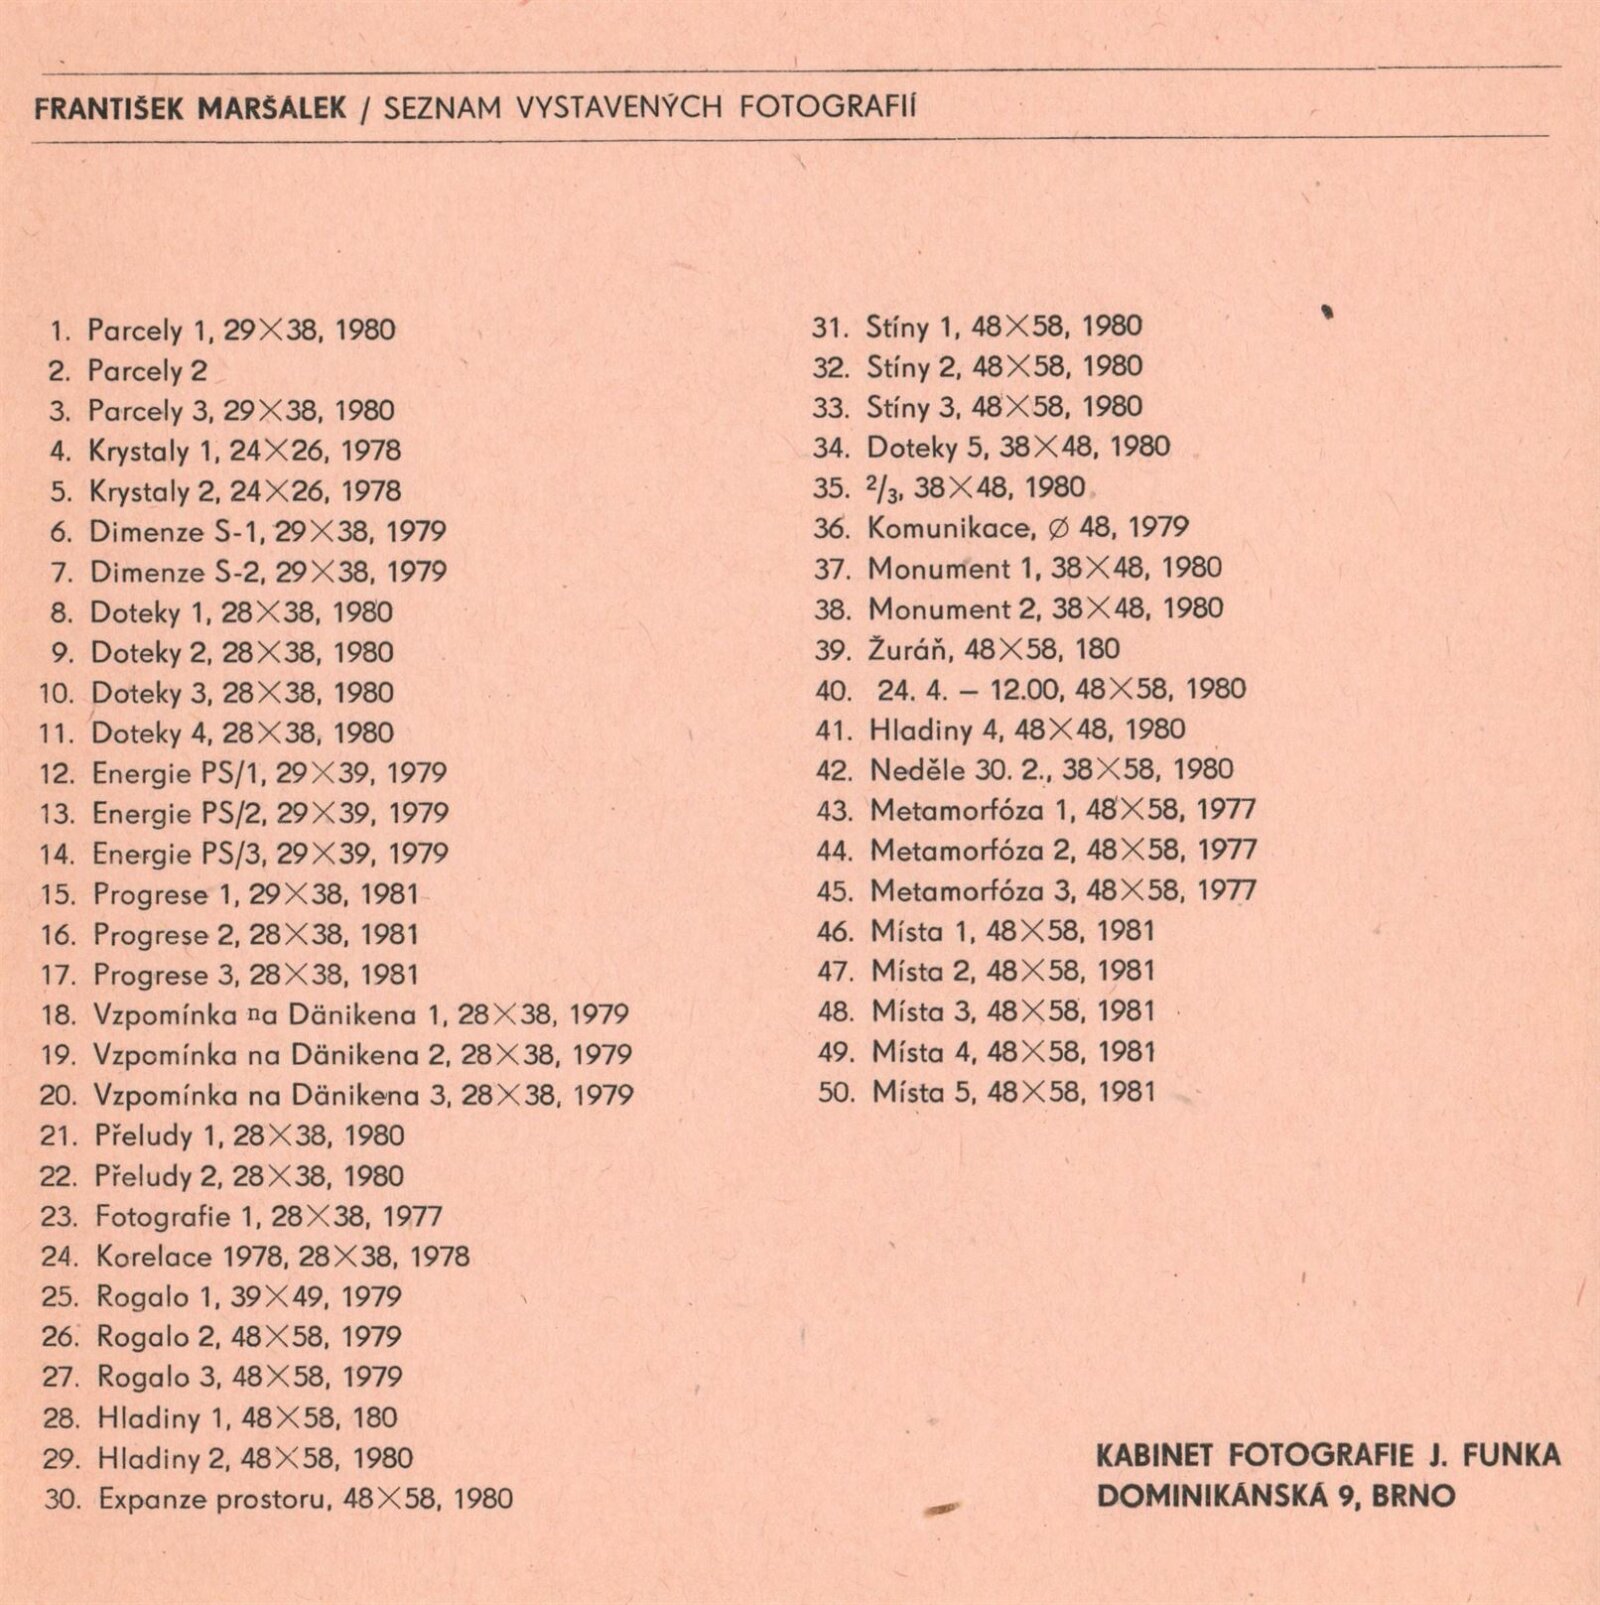 FRANTIŠEK MARŠÁLEK / SEZNAM VYSTAVENÝCH FOTOGRAFIÍ
1. Parcely 1, 29×38, 1980
2. Parcely 2
3. Parcely 3, 29×38, 1980
4. Krystaly 1, 24×26, 1978
5. Krystaly 2, 24×26, 1978
6. Dimenze S-1, 29×38, 1979
7. Dimenze S-2, 29×38, 1979
8. Doteky 1, 28×38, 1980
9. Doteky 2, 28×38, 1980
10. Doteky 3, 28×38, 1980
11. Doteky 4, 28×38, 1980
12. Energie PS/1, 29×39, 1979
13. Energie PS/2, 29×39, 1979
14. Energie PS/3, 29×39, 1979
15. Progrese 1, 29×38, 1981
16. Progrese 2, 28×38, 1981
17. Progrese 3, 28×38, 1981
18. Vzpomínka na Dänikena 1, 28×38, 1979
19. Vzpomínka na Dänikena 2, 28×38, 1979
20. Vzpomínka na Dänikena 3, 28×38, 1979
21. Přeludy 1, 28×38, 1980
22. Přeludy 2, 28×38, 1980
23. Fotografie 1, 28×38, 1977
24. Korelace 1978, 28×38, 1978
25. Rogalo 1, 39×49, 1979
26. Rogalo 2, 48×58, 1979
27. Rogalo 3, 48×58, 1979
28. Hladiny 1, 48×58, 180
29. Hladiny 2, 48×58, 1980
30. Expanze prostoru, 48×58, 1980
31. Stíny 1, 48×58, 1980
32. Stíny 2, 48×58, 1980
33. Stíny 3, 48×58, 1980
34. Doteky 5, 38×48, 1980
35. ²/₃, 38×48, 1980
36. Komunikace, ∅ 48, 1979
37. Monument 1, 38×48, 1980
38. Monument 2, 38×48, 1980
39. Žuráň, 48×58, 180
40. 24. 4. – 12.00, 48×58, 1980
41. Hladiny 4, 48×48, 1980
42. Neděle 30. 2., 38×58, 1980
43. Metamorfóza 1, 48×58, 1977
44. Metamorfóza 2, 48×58, 1977
45. Metamorfóza 3, 48×58, 1977
46. Místa 1, 48×58, 1981
47. Místa 2, 48×58, 1981
48. Místa 3, 48×58, 1981
49. Místa 4, 48×58, 1981
50. Místa 5, 48×58, 1981
KABINET FOTOGRAFIE J. FUNKA
DOMINIKÁNSKÁ 9, BRNO